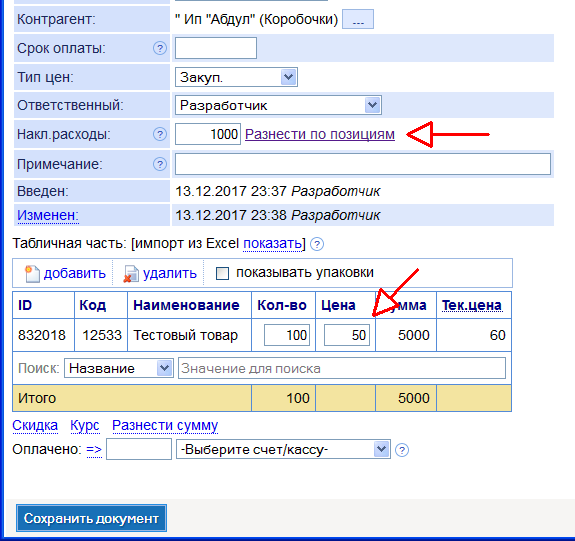 Контрагент: " Ип "Абдул" (Коробочки) ...
Срок оплаты: ?
Тип цен: Закуп.
Ответственный: Разработчик
Накл.расходы: ? 1000 Разнести по позициям
Примечание: ?
Введен: 13.12.2017 23:37 Разработчик
Изменен: 13.12.2017 23:38 Разработчик
Табличная часть: [импорт из Excel показать] ?
добавить удалить показывать упаковки
ID Код Наименование Кол-во Цена умма Тек.цена
832018 12533 Тестовый товар 100 50 5000 60
Поиск: Название Значение для поиска
Итого 100 5000
Скидка Курс Разнести сумму
Оплачено: => -Выберите счет/кассу- ?
Сохранить документ